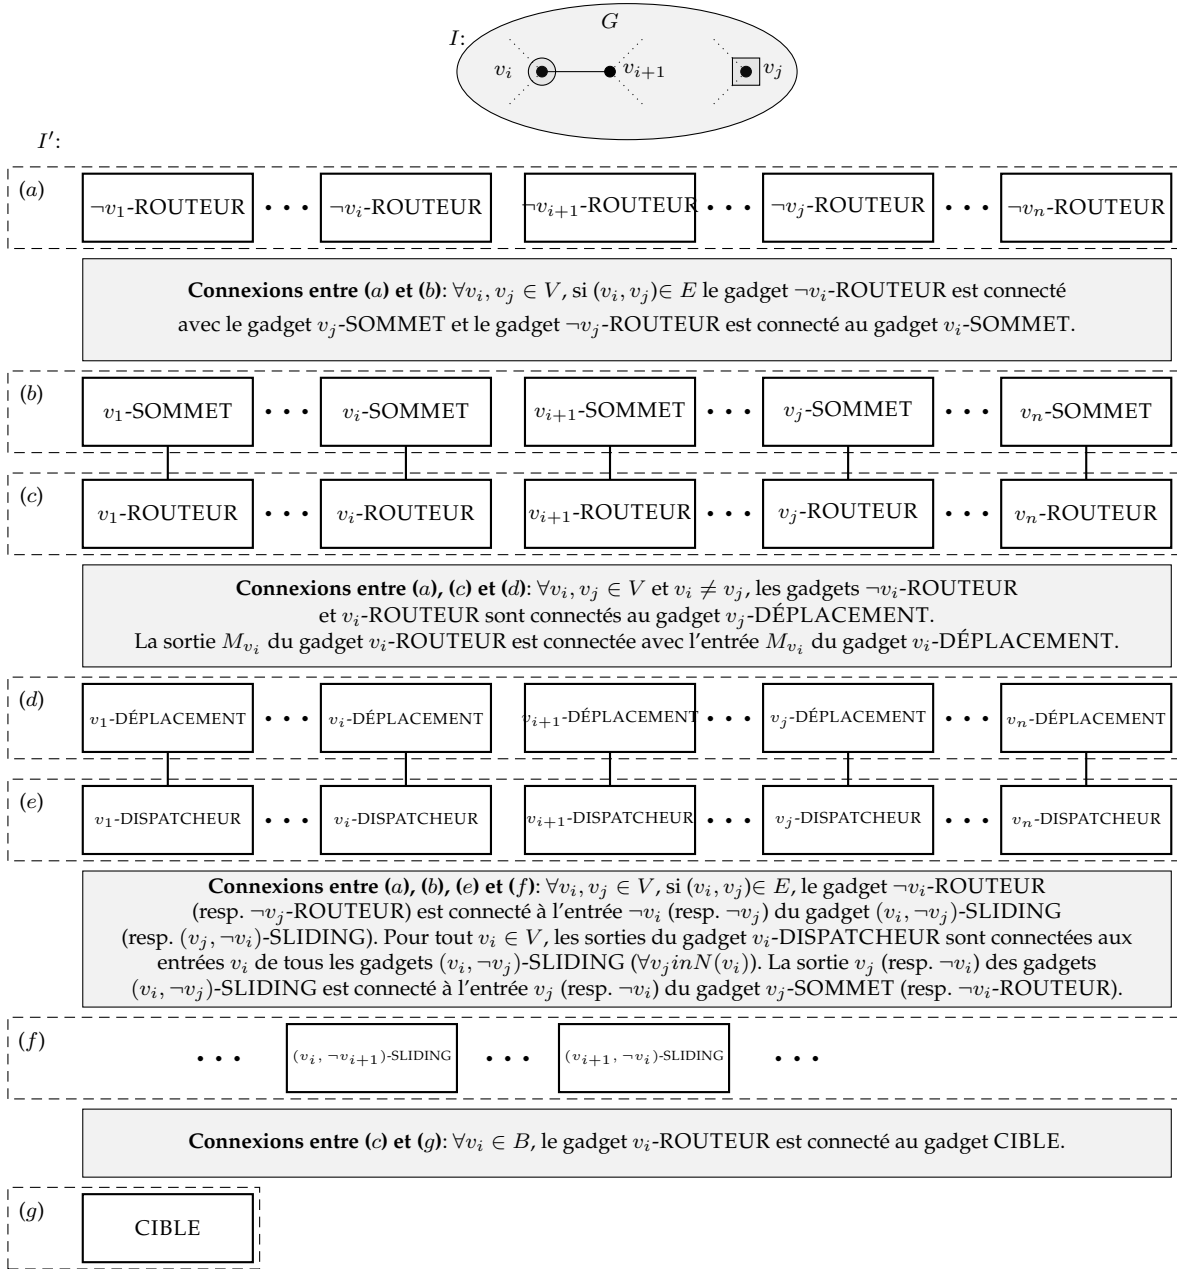 G
I:
v_i v_{i+1} v_j
I′:
(a) ¬v_1-ROUTEUR • • • ¬v_i-ROUTEUR ¬v_{i+1}-ROUTEUR • • • ¬v_j-ROUTEUR • • • ¬v_n-ROUTEUR
Connexions entre (a) et (b): ∀v_i, v_j ∈ V, si (v_i, v_j)∈ E le gadget ¬v_i-ROUTEUR est connecté
avec le gadget v_j-SOMMET et le gadget ¬v_j-ROUTEUR est connecté au gadget v_i-SOMMET.
(b) v_1-SOMMET • • • v_i-SOMMET v_{i+1}-SOMMET • • • v_j-SOMMET • • • v_n-SOMMET
(c) v_1-ROUTEUR • • • v_i-ROUTEUR v_{i+1}-ROUTEUR • • • v_j-ROUTEUR • • • v_n-ROUTEUR
Connexions entre (a), (c) et (d): ∀v_i, v_j ∈ V et v_i ≠ v_j, les gadgets ¬v_i-ROUTEUR
et v_i-ROUTEUR sont connectés au gadget v_j-DÉPLACEMENT.
La sortie M_{v_i} du gadget v_i-ROUTEUR est connectée avec l'entrée M_{v_i} du gadget v_i-DÉPLACEMENT.
(d) v_1-DÉPLACEMENT • • • v_i-DÉPLACEMENT v_{i+1}-DÉPLACEMENT • • • v_j-DÉPLACEMENT • • • v_n-DÉPLACEMENT
(e) v_1-DISPATCHEUR • • • v_i-DISPATCHEUR v_{i+1}-DISPATCHEUR • • • v_j-DISPATCHEUR • • • v_n-DISPATCHEUR
Connexions entre (a), (b), (e) et (f): ∀v_i, v_j ∈ V, si (v_i, v_j)∈ E, le gadget ¬v_i-ROUTEUR
(resp. ¬v_j-ROUTEUR) est connecté à l'entrée ¬v_i (resp. ¬v_j) du gadget (v_i, ¬v_j)-SLIDING
(resp. (v_j, ¬v_i)-SLIDING). Pour tout v_i ∈ V, les sorties du gadget v_i-DISPATCHEUR sont connectées aux
entrées v_i de tous les gadgets (v_i, ¬v_j)-SLIDING (∀v_jinN(v_i)). La sortie v_j (resp. ¬v_i) des gadgets
(v_i, ¬v_j)-SLIDING est connecté à l'entrée v_j (resp. ¬v_i) du gadget v_j-SOMMET (resp. ¬v_i-ROUTEUR).
(f) • • • (v_i, ¬v_{i+1})-SLIDING • • • (v_{i+1}, ¬v_i)-SLIDING • • •
Connexions entre (c) et (g): ∀v_i ∈ B, le gadget v_i-ROUTEUR est connecté au gadget CIBLE.
(g) CIBLE